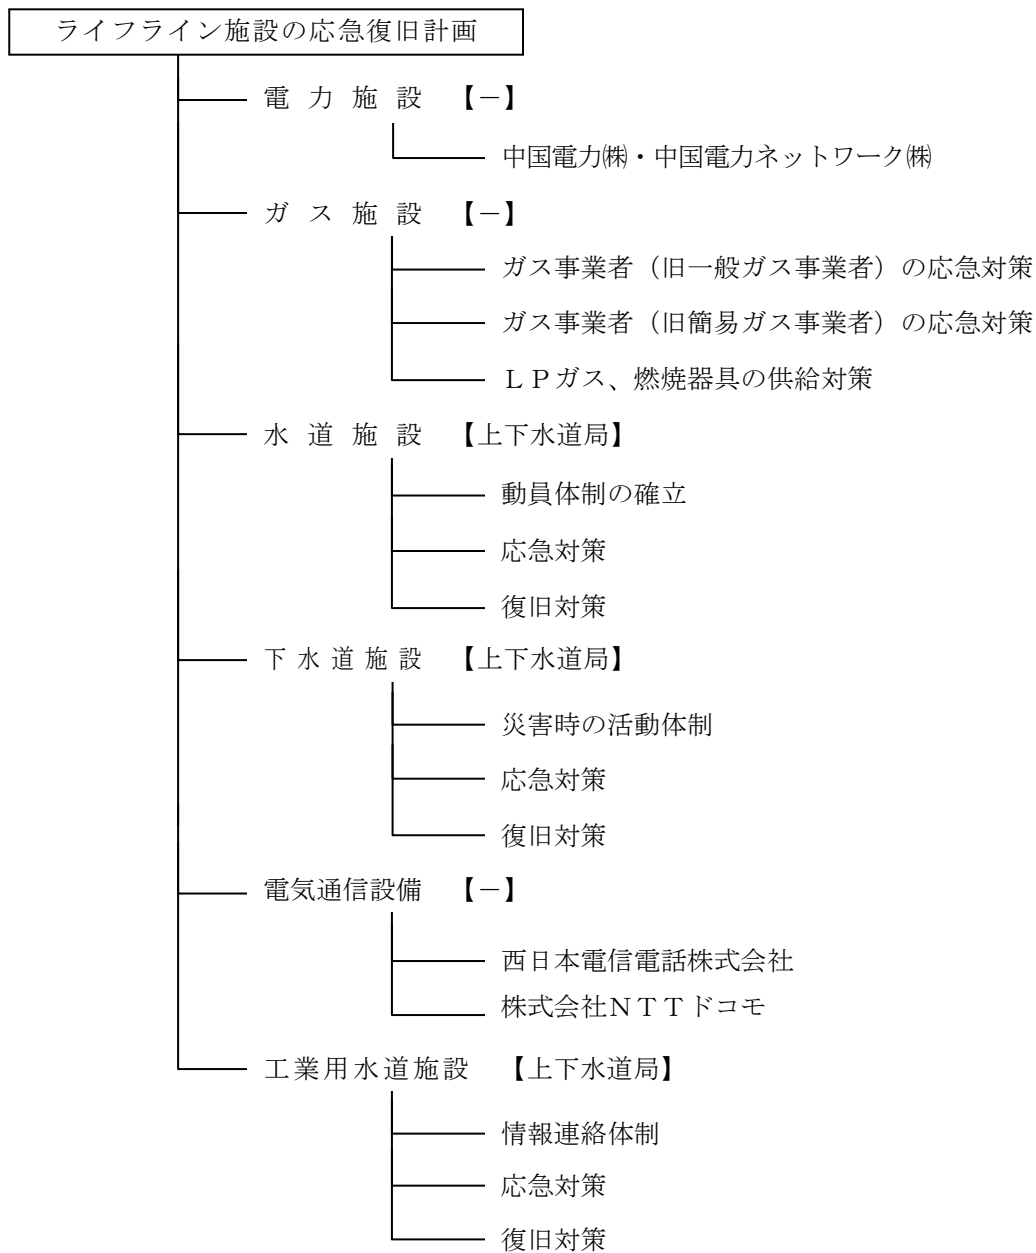 ライフライン施設の応急復旧計画
電力施設 【－】
中国電力㈱・中国電力ネットワーク㈱
ガス施設 【－】
ガス事業者（旧一般ガス事業者）の応急対策
ガス事業者（旧簡易ガス事業者）の応急対策
ＬＰガス、燃焼器具の供給対策
水道施設 【上下水道局】
動員体制の確立
応急対策
復旧対策
下水道施設 【上下水道局】
災害時の活動体制
応急対策
復旧対策
電気通信設備 【－】
西日本電信電話株式会社
株式会社ＮＴＴドコモ
工業用水道施設 【上下水道局】
情報連絡体制
応急対策
復旧対策